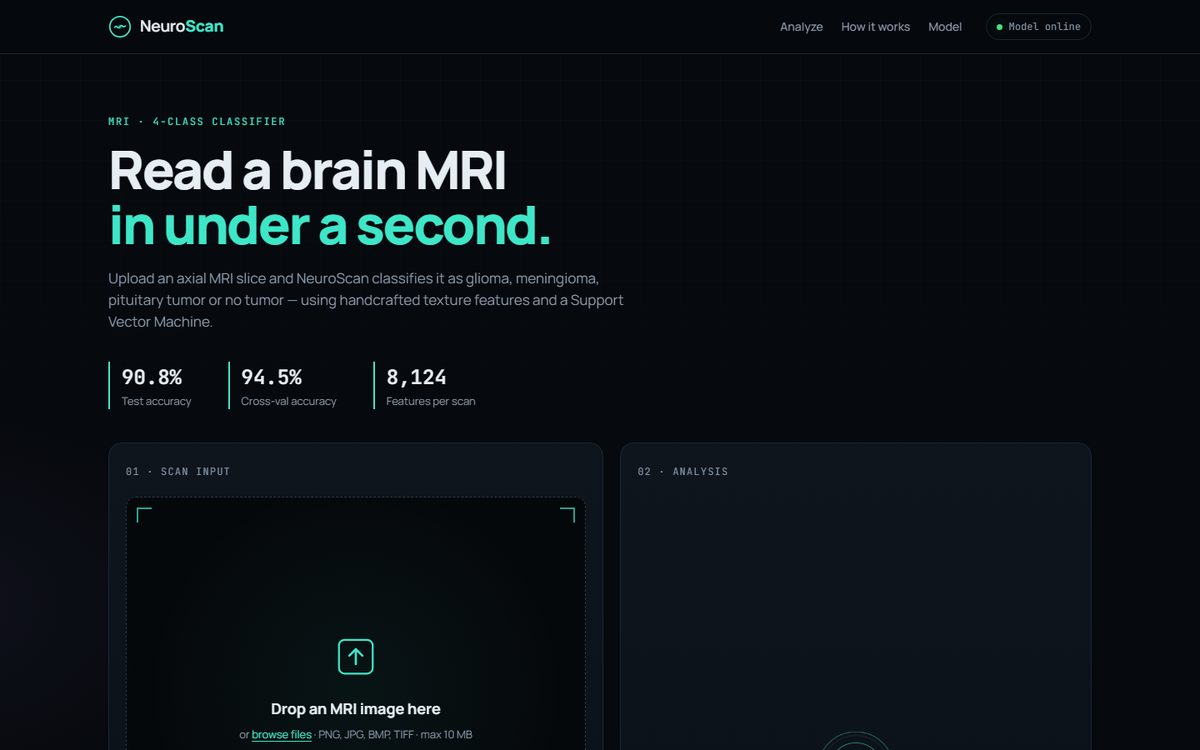 NeuroScan
Analyze
How it works
Model
Model online
MRI · 4-CLASS CLASSIFIER
Read a brain MRI
in under a second.
Upload an axial MRI slice and NeuroScan classifies it as glioma, meningioma,
pituitary tumor or no tumor — using handcrafted texture features and a Support
Vector Machine.
90.8%
Test accuracy
94.5%
Cross-val accuracy
8,124
Features per scan
01 · SCAN INPUT
Drop an MRI image here
or browse files · PNG, JPG, BMP, TIFF · max 10 MB
02 · ANALYSIS